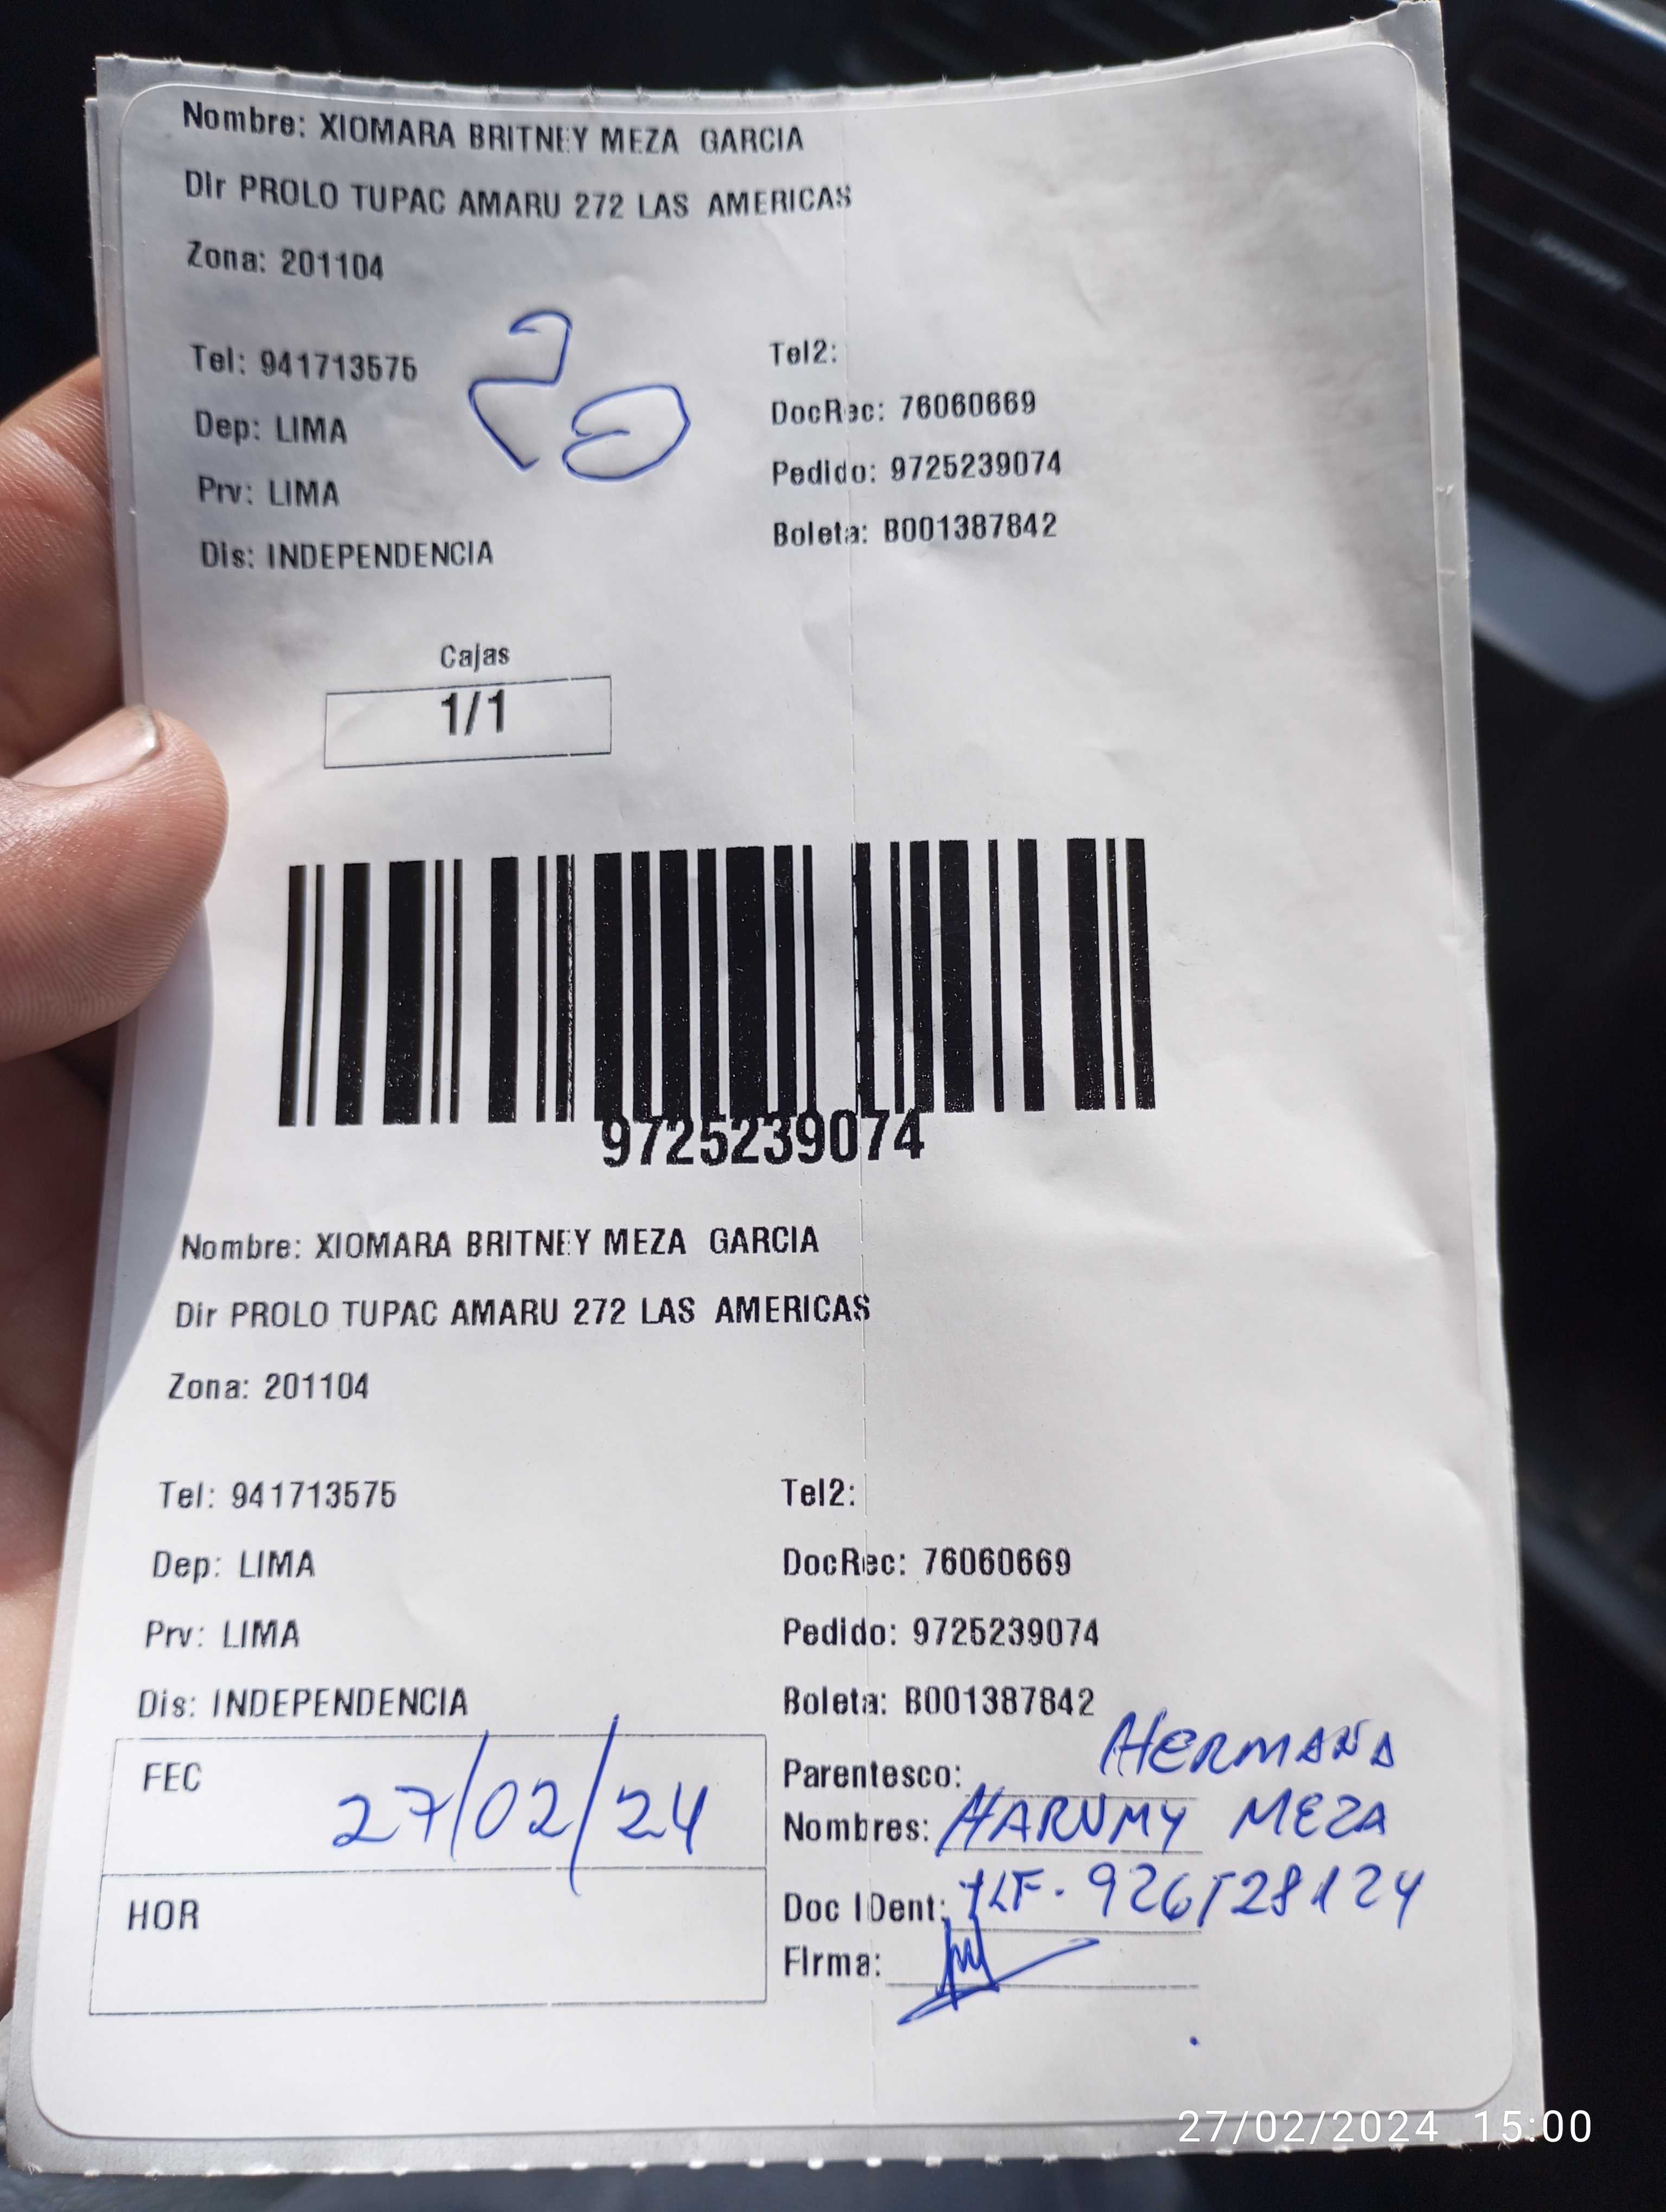 Nombre: XIOMARA BRITNEY MEZA GARCIA
Dir PROLO TUPAC AMARU 272 LAS AMERICAS
Zona: 201104
Tel: 941713575
Tel2:
Dep: LIMA
DocRec: 76060669
Prv: LIMA
Pedido: 9725239074
Dis: INDEPENDENCIA
Boleta: B001387842
Cajas
1/1
9725239074
Nombre: XIOMARA BRITNEY MEZA GARCIA
Dir PROLO TUPAC AMARU 272 LAS AMERICAS
Zona: 201104
Tel: 941713575
Tel2:
Dep: LIMA
DocRec: 76060669
Prv: LIMA
Pedido: 9725239074
Dis: INDEPENDENCIA
Boleta: B001387842
FEC 27/02/24
Parentesco: HERMANA
Nombres: HARUMY MEZA
Doc IDent:
HOR
Firma:
27/02/2024 15:00